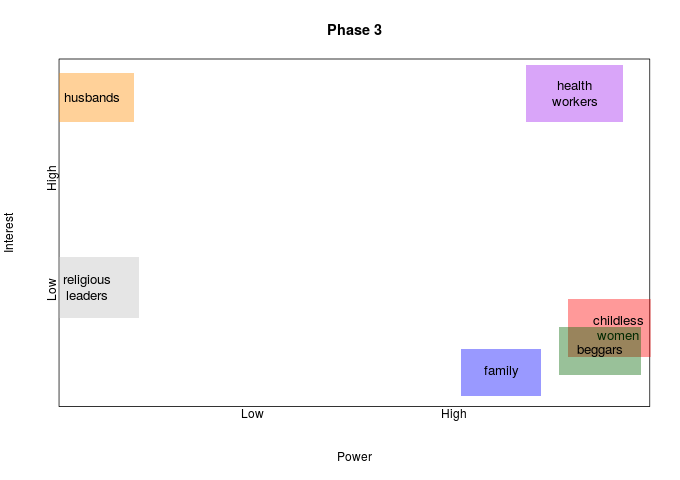 Phase 3
husbands
health
workers
High
Interest
religious
leaders
Low
childless
women
beggars
family
Low
High
Power